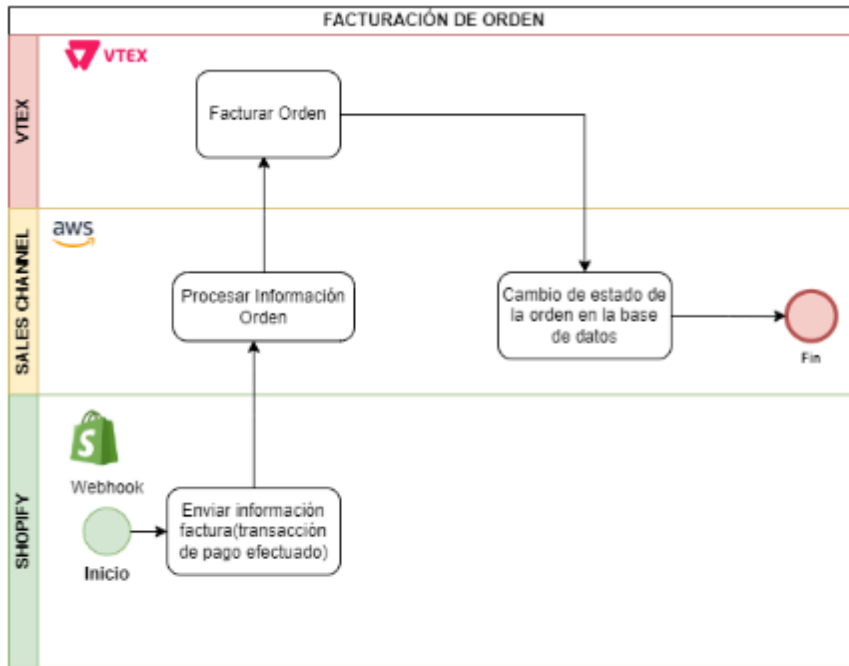 FACTURACIÓN DE ORDEN
VTEX
VTEX
Facturar Orden
SALES CHANNEL
aws
Procesar Información
Orden
Cambio de estado de
la orden en la base
de datos
Fin
SHOPIFY
S
Webhook
Inicio
Enviar información
factura(transacción
de pago efectuado)